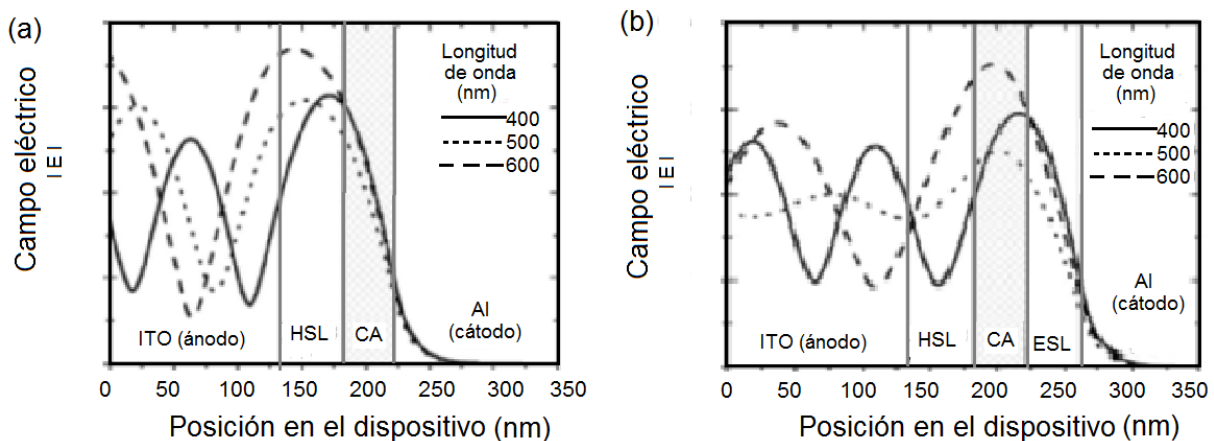 (a)
Campo eléctrico
I E I
Longitud
de onda
(nm)
400
500
600
ITO (ánodo)
HSL
CA
Al
(cátodo)
0
50
100
150
200
250
300
350
Posición en el dispositivo (nm)
(b)
Campo eléctrico
I E I
Longitud
de onda
(nm)
400
500
600
ITO (ánodo)
HSL
CA
ESL
Al
(cátodo)
0
50
100
150
200
250
300
350
Posición en el dispositivo (nm)